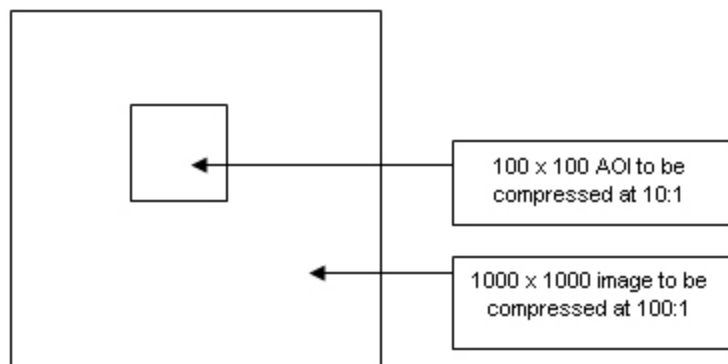 100 x 100 AOI to be
compressed at 10:1
1000 x 1000 image to be
compressed at 100:1